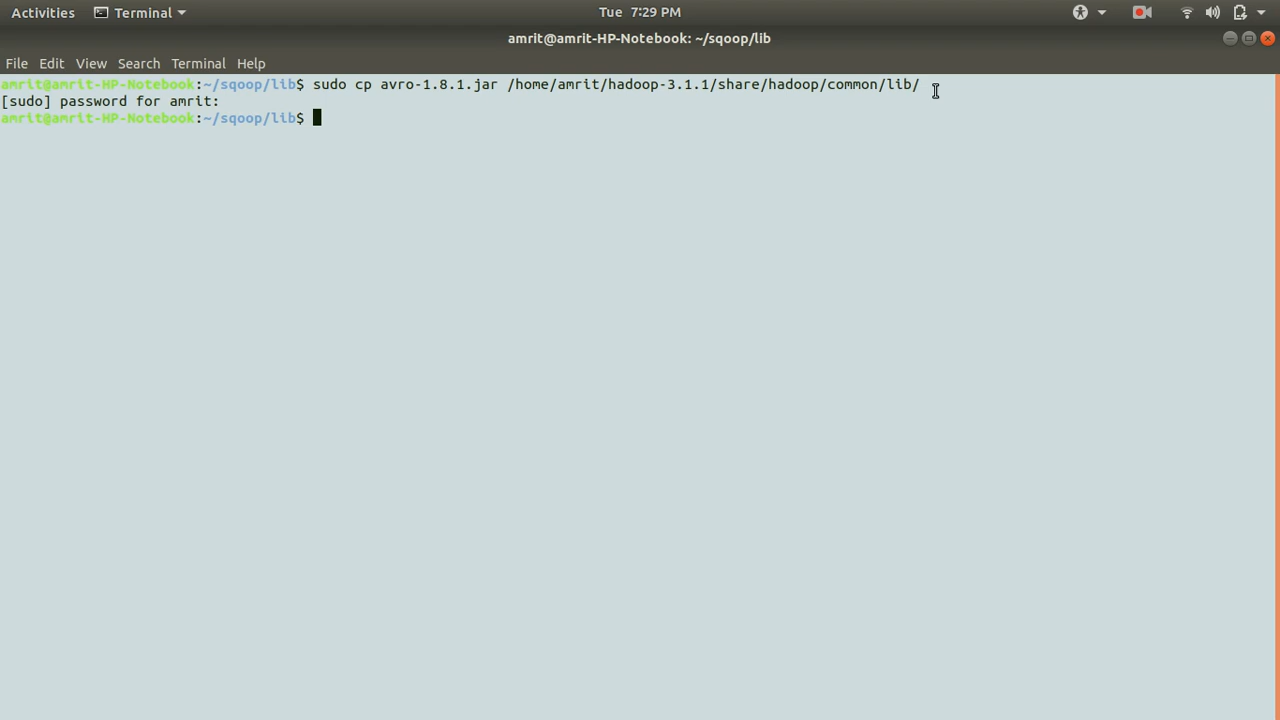 Activities Terminal Tue 7:29 PM
amrit@amrit-HP-Notebook: ~/sqoop/lib
File Edit View Search Terminal Help
amrit@amrit-HP-Notebook:~/sqoop/lib$ sudo cp avro-1.8.1.jar /home/amrit/hadoop-3.1.1/share/hadoop/common/lib/
[sudo] password for amrit:
amrit@amrit-HP-Notebook:~/sqoop/lib$